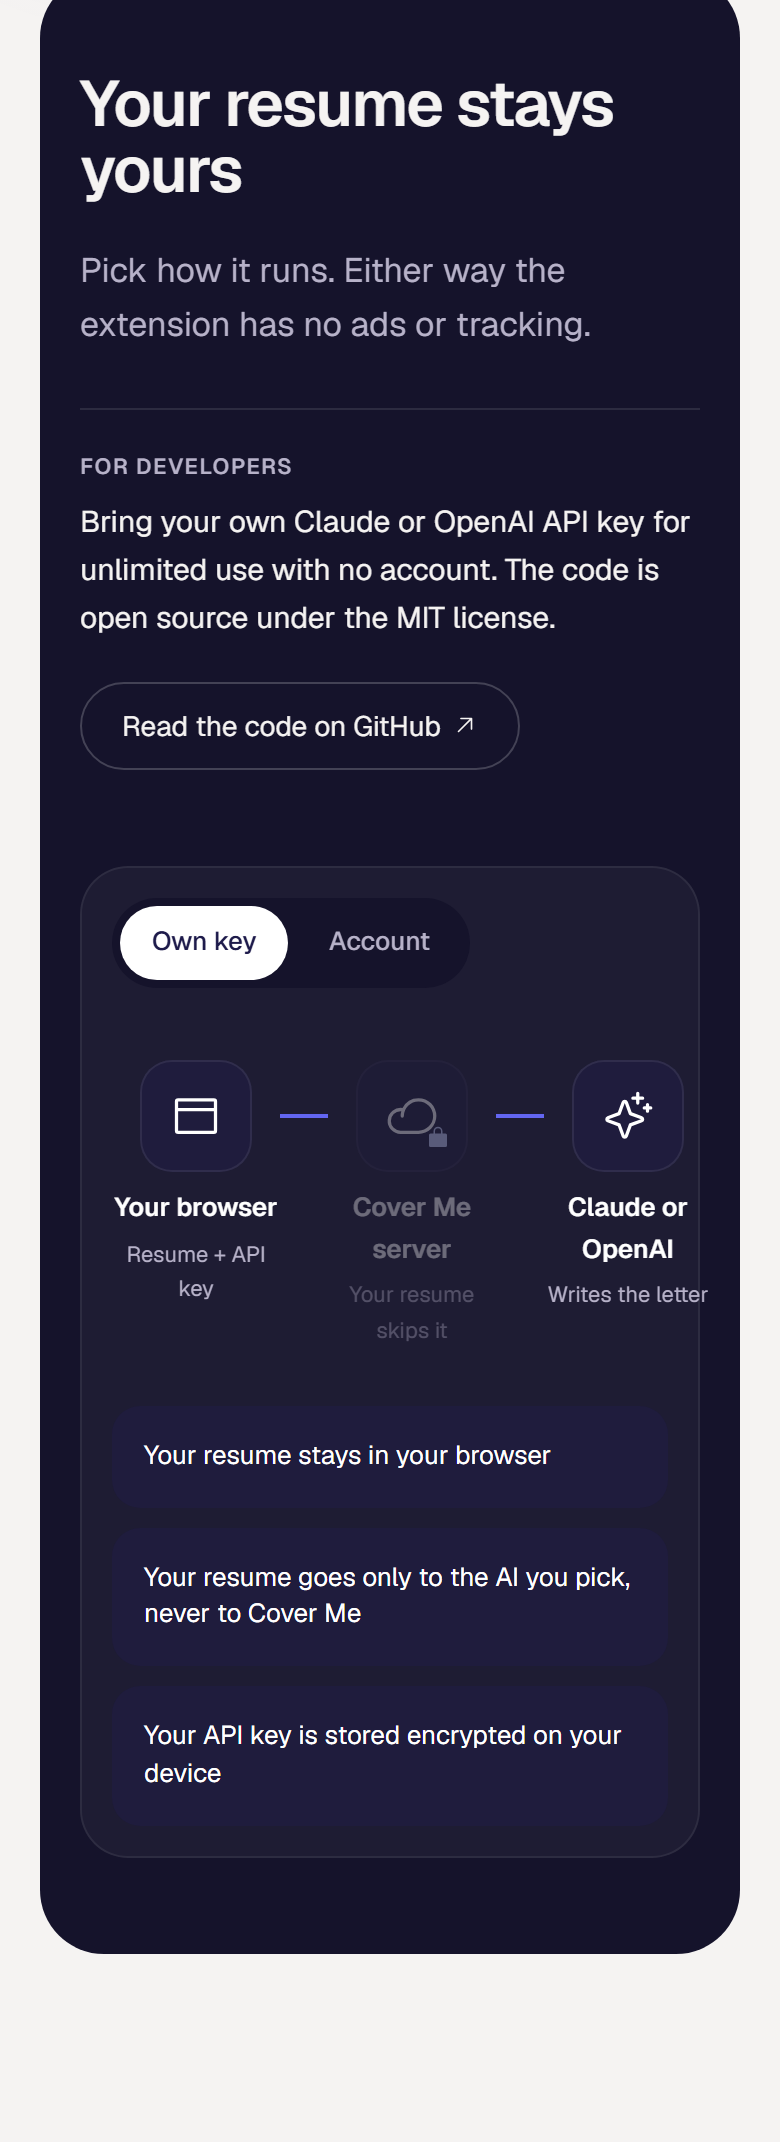 Your resume stays
yours
Pick how it runs. Either way the
extension has no ads or tracking.
FOR DEVELOPERS
Bring your own Claude or OpenAI API key for
unlimited use with no account. The code is
open source under the MIT license.
Read the code on GitHub ↗
Own key
Account
Your browser
Resume + API
key
Cover Me
server
Your resume
skips it
Claude or
OpenAI
Writes the letter
Your resume stays in your browser
Your resume goes only to the AI you pick,
never to Cover Me
Your API key is stored encrypted on your
device